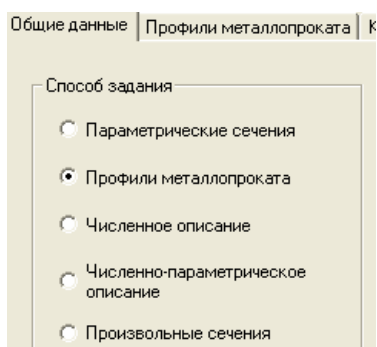 Общие данные Профили металлопроката К
Способ задания
Параметрические сечения
Профили металлопроката
Численное описание
Численно-параметрическое
описание
Произвольные сечения